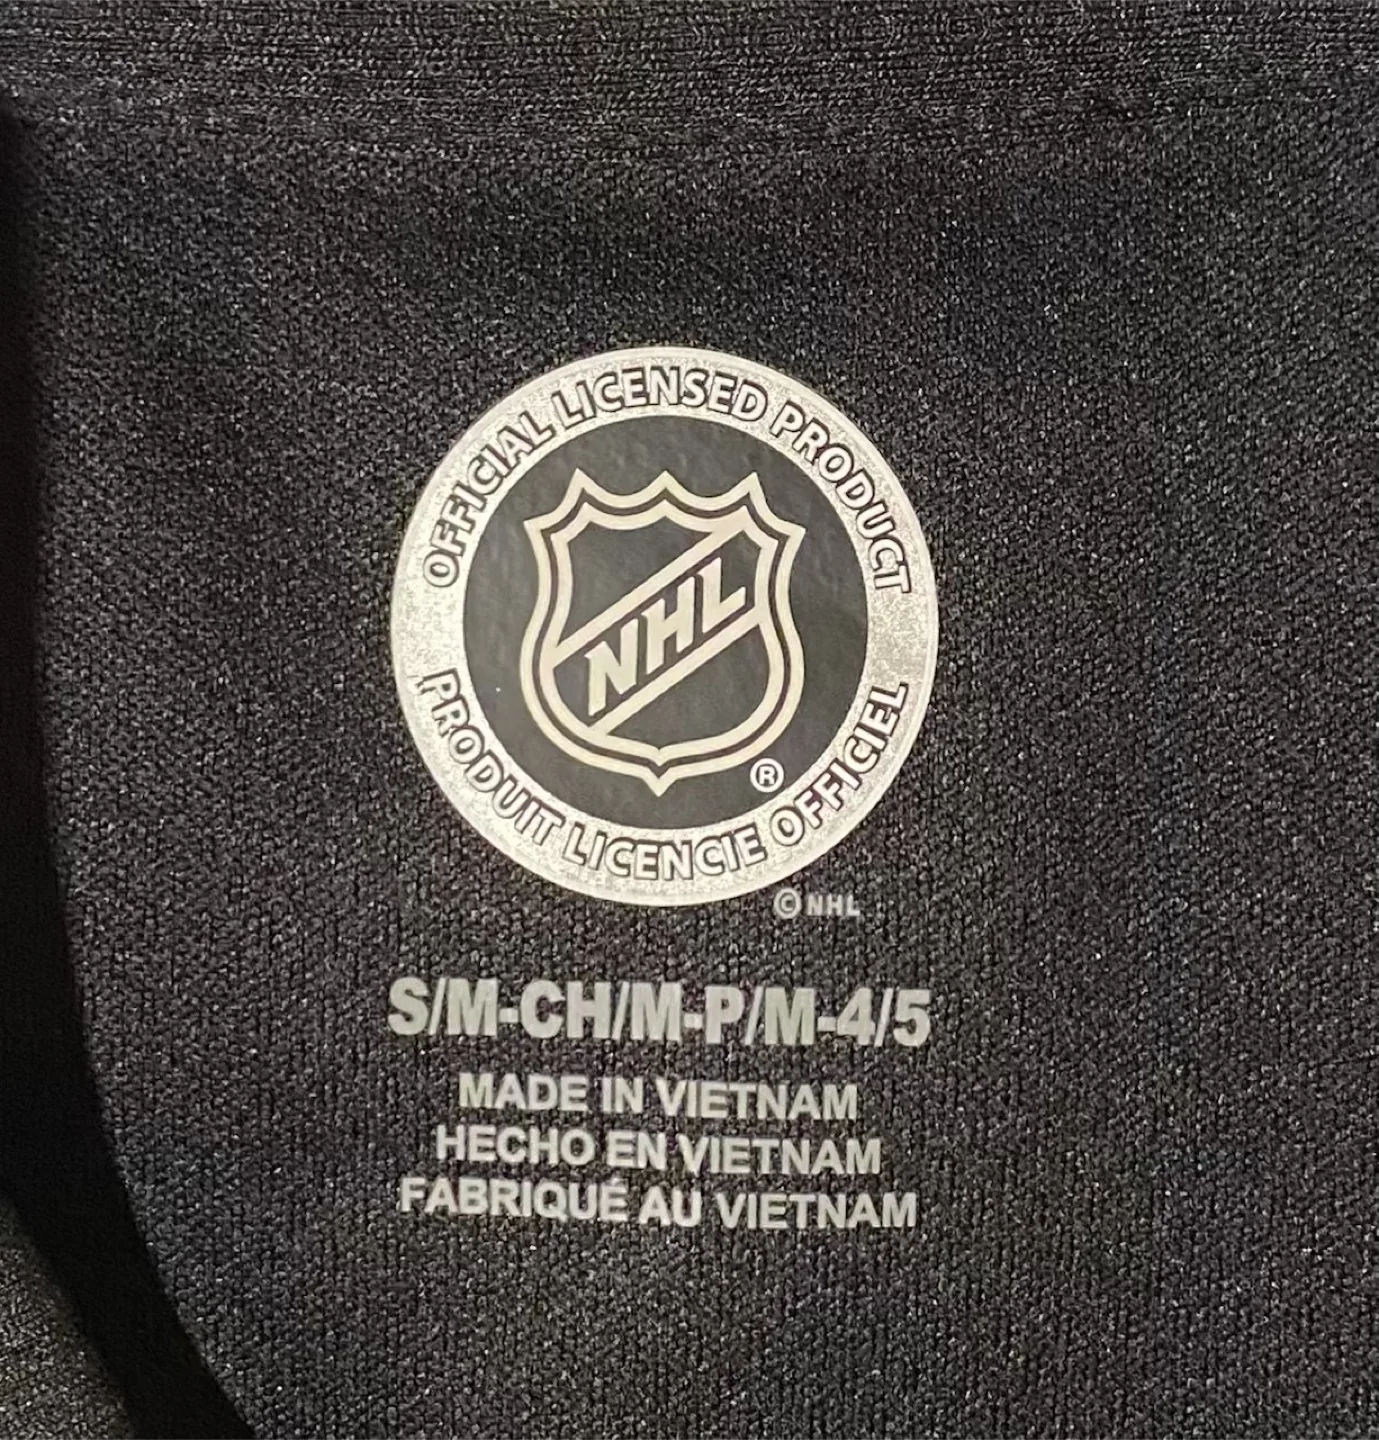 OFFICIAL LICENSED PRODUCT
NHL
®
PRODUIT LICENCIE OFFICIEL
© NHL
S/M-CH/M-P/M-4/5
MADE IN VIETNAM
HECHO EN VIETNAM
FABRIQUÉ AU VIETNAM